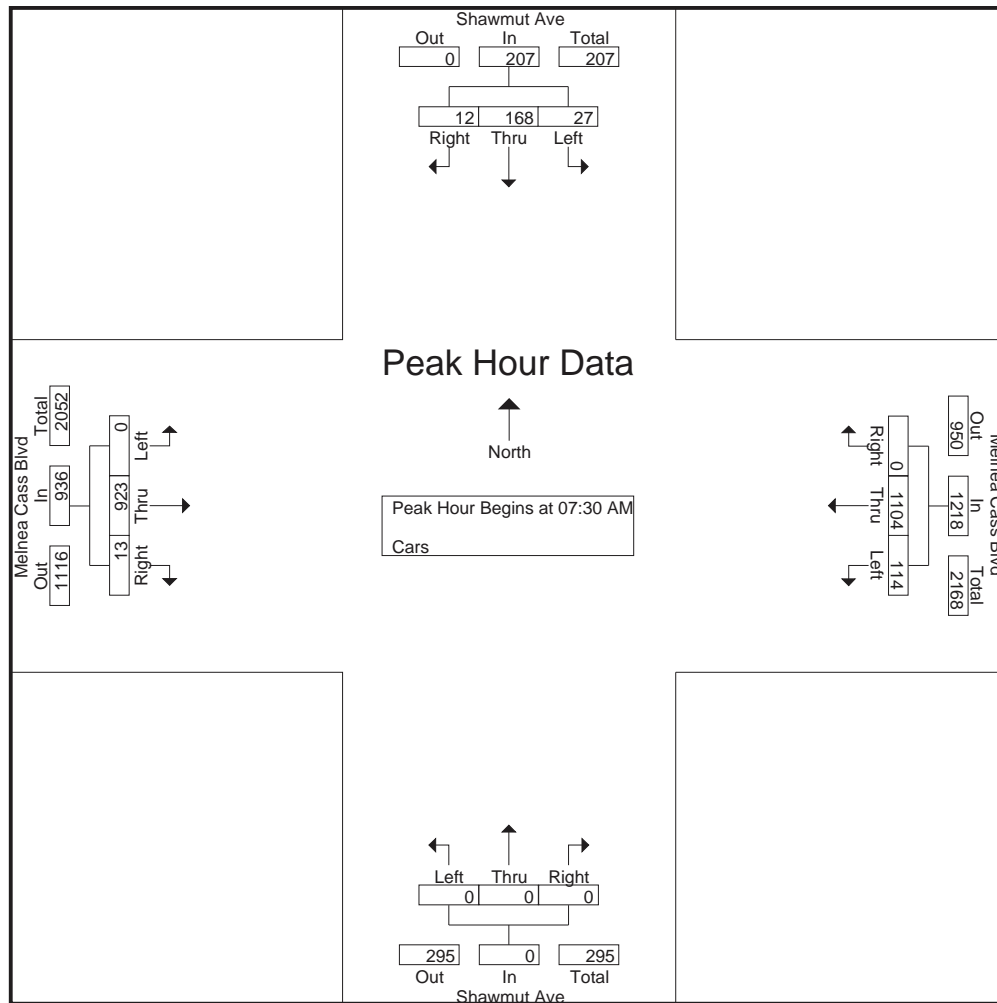 Shawmut Ave
Out In Total
0 207 207
12 168 27
Right Thru Left
Peak Hour Data
North
Peak Hour Begins at 07:30 AM
Cars
Melnea Cass Blvd
Out In Total
1116 936 2052
13 923 0
Right Thru Left
Melnea Cass Blvd
Out In Total
950 1218 2168
0 1104 114
Right Thru Left
Left Thru Right
0 0 0
295 0 295
Out In Total
Shawmut Ave